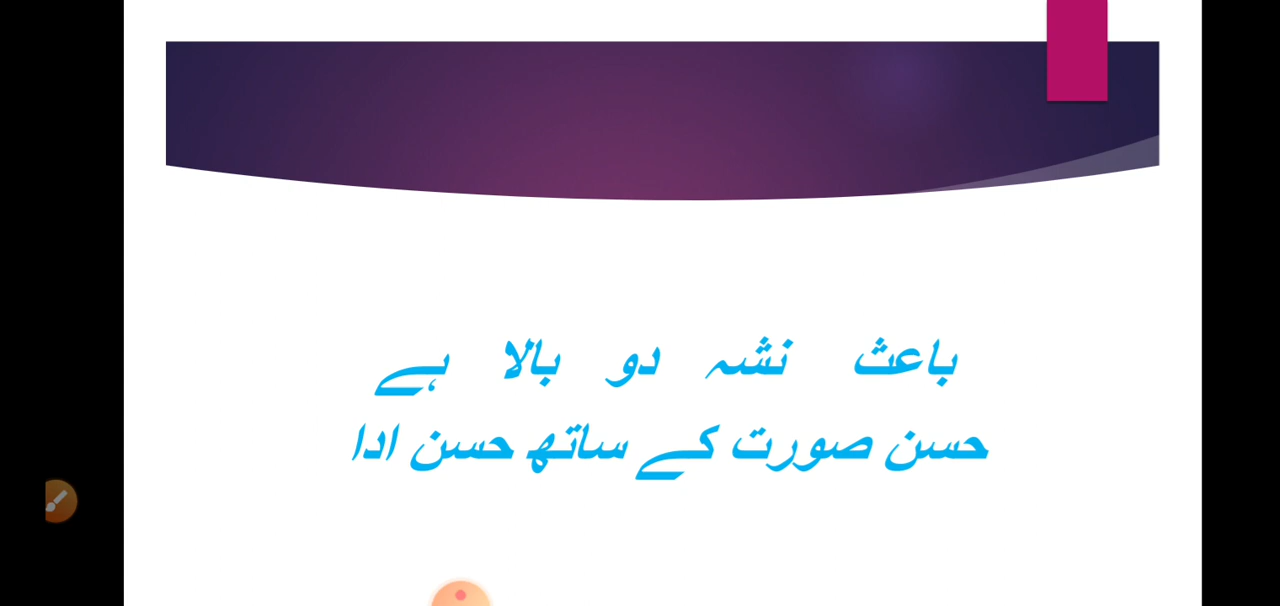 باعث نشہ دو بالا ہے
حسن صورت کے ساتھ حسن ادا